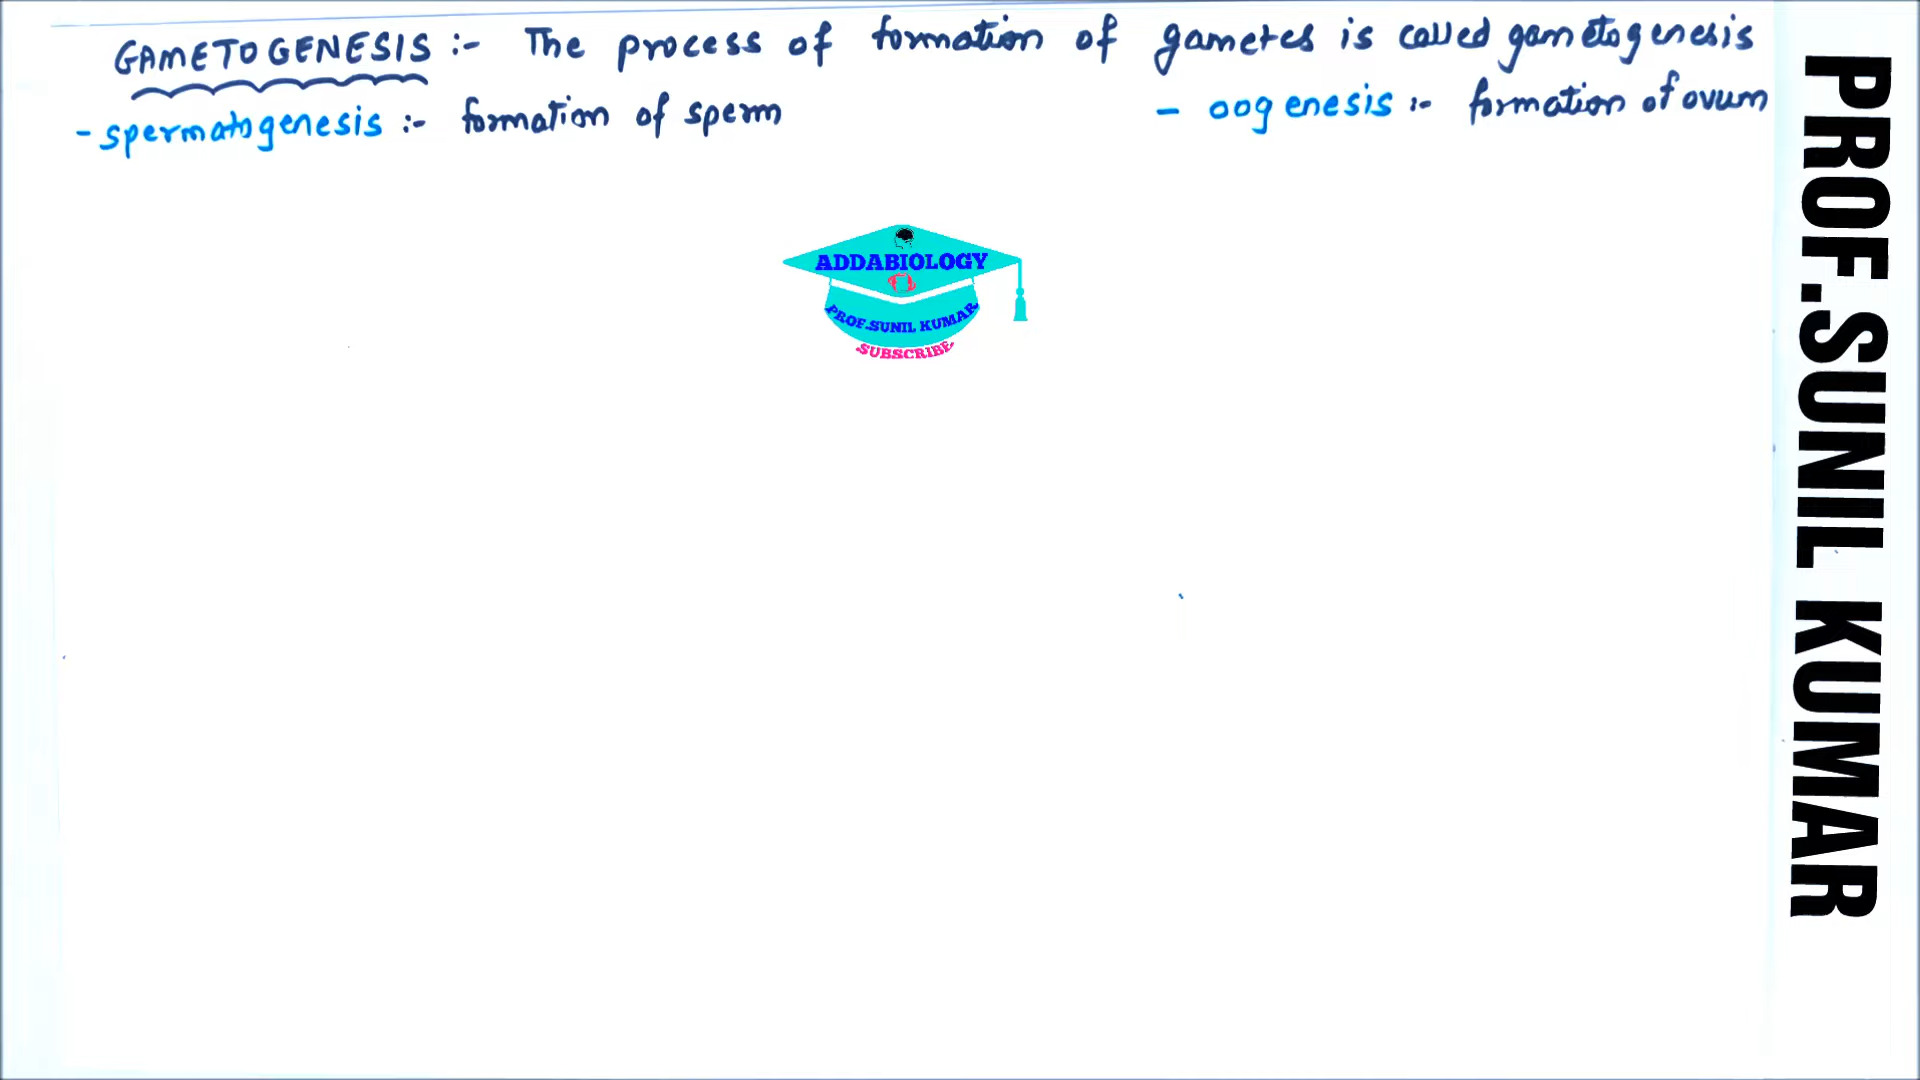 GAMETOGENESIS :- The process of formation of gametes is called gametogenesis
- spermatogenesis :- formation of sperm
- oogenesis :- formation of ovum
ADDABIOLOGY
PROF.SUNIL KUMAR
SUBSCRIBE
PROF.SUNIL KUMAR